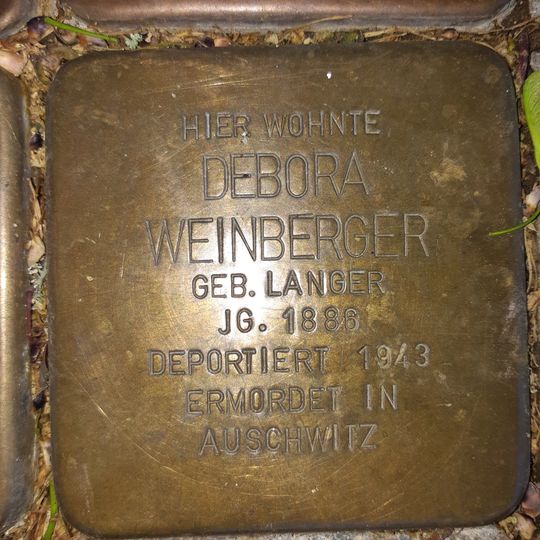 HIER WOHNTE
DEBORA
WEINBERGER
GEB. LANGER
JG. 1886
DEPORTIERT 1943
ERMORDET IN
AUSCHWITZ